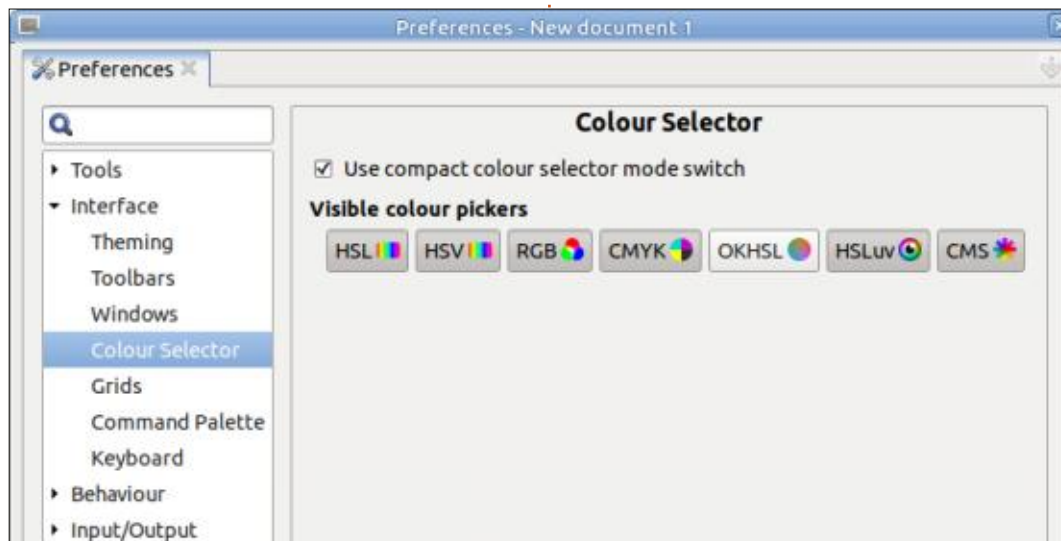 Preferences - New document 1
Preferences
Colour Selector
Use compact colour selector mode switch
Visible colour pickers
HSL HSV RGB CMYK OKHSL HSLuv CMS
Tools
Interface
Theming
Toolbars
Windows
Colour Selector
Grids
Command Palette
Keyboard
Behaviour
Input/Output